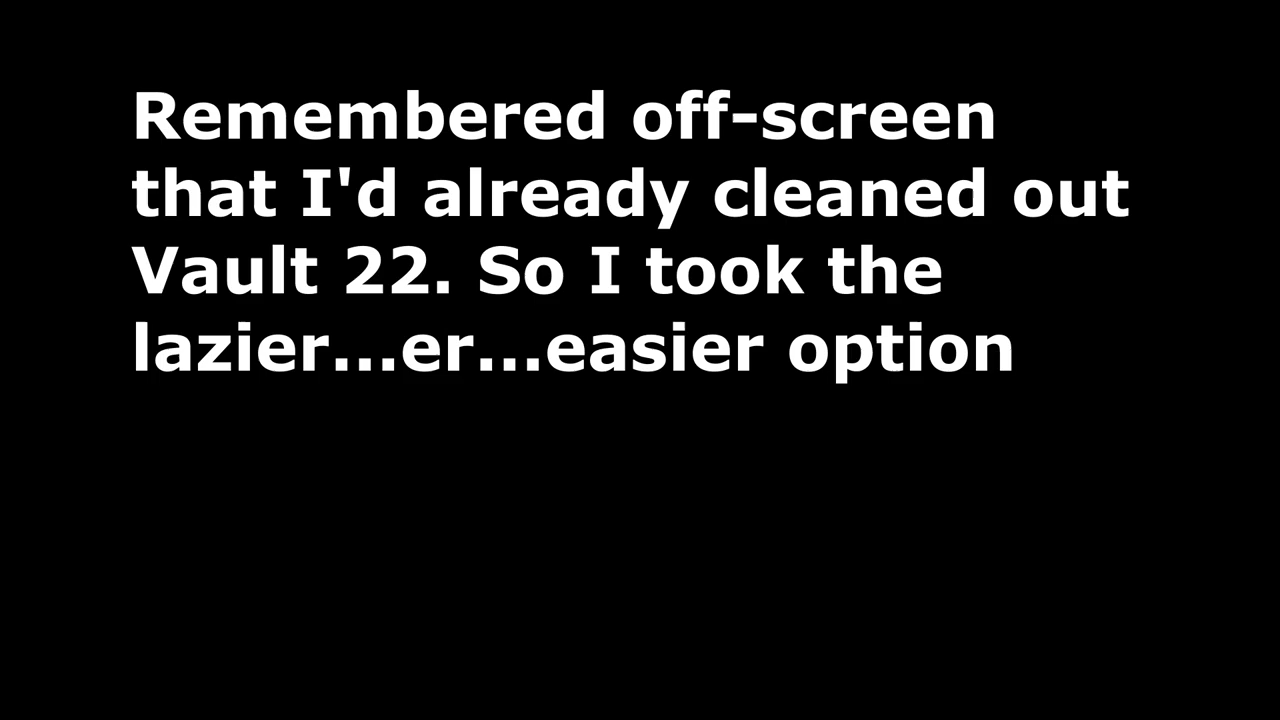 Remembered off-screen
that I'd already cleaned out
Vault 22. So I took the
lazier...er...easier option